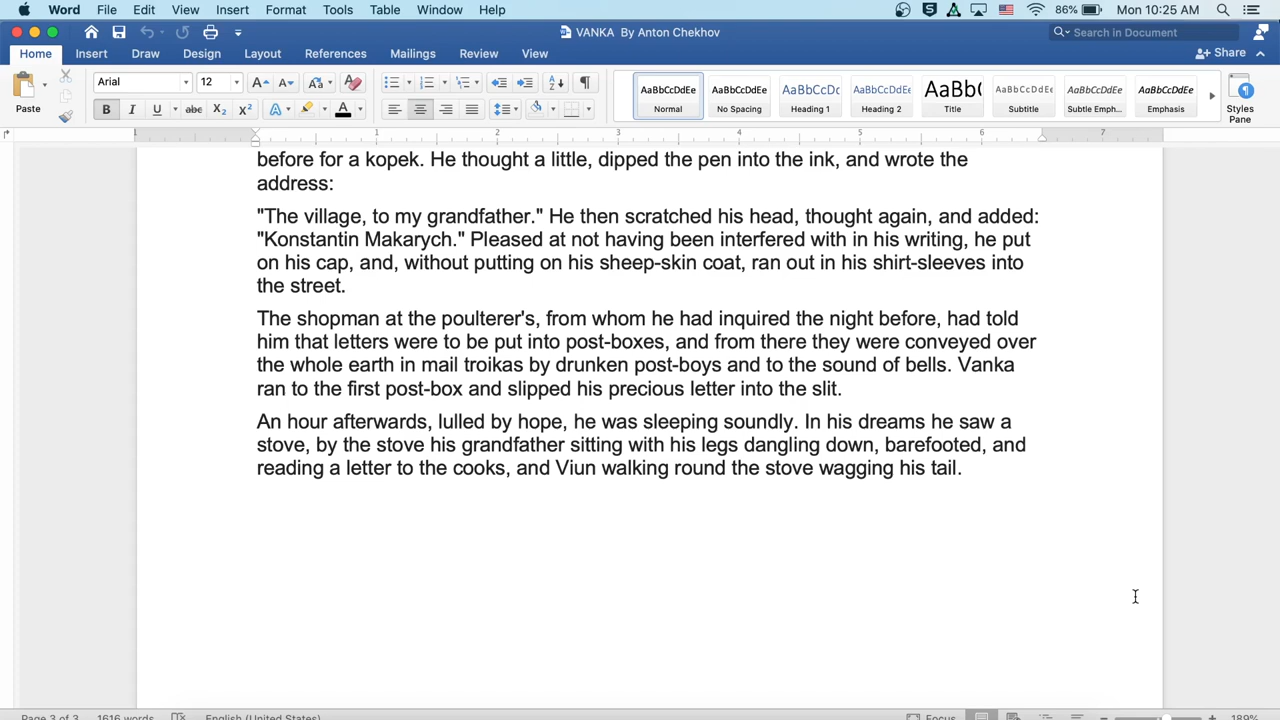 Word File Edit View Insert Format Tools Table Window Help 86% Mon 10:25 AM
VANKA By Anton Chekhov Search in Document
Home Insert Draw Design Layout References Mailings Review View Share
Paste Arial 12 AaBbCcDdEe AaBbCcDdEe AaBbCcDc AaBbCcDdEe AaBb( AaBbCcDdEe AaBbCcDdEe AaBbCcDdEe
Normal No Spacing Heading 1 Heading 2 Title Subtitle Subtle Emph... Emphasis Styles Pane
1 1 2 3 4 5 6 7
before for a kopek. He thought a little, dipped the pen into the ink, and wrote the
address:
"The village, to my grandfather." He then scratched his head, thought again, and added:
"Konstantin Makarych." Pleased at not having been interfered with in his writing, he put
on his cap, and, without putting on his sheep-skin coat, ran out in his shirt-sleeves into
the street.
The shopman at the poulterer's, from whom he had inquired the night before, had told
him that letters were to be put into post-boxes, and from there they were conveyed over
the whole earth in mail troikas by drunken post-boys and to the sound of bells. Vanka
ran to the first post-box and slipped his precious letter into the slit.
An hour afterwards, lulled by hope, he was sleeping soundly. In his dreams he saw a
stove, by the stove his grandfather sitting with his legs dangling down, barefooted, and
reading a letter to the cooks, and Viun walking round the stove wagging his tail.
Page 3 of 3 1616 words English (United States) Focus 189%